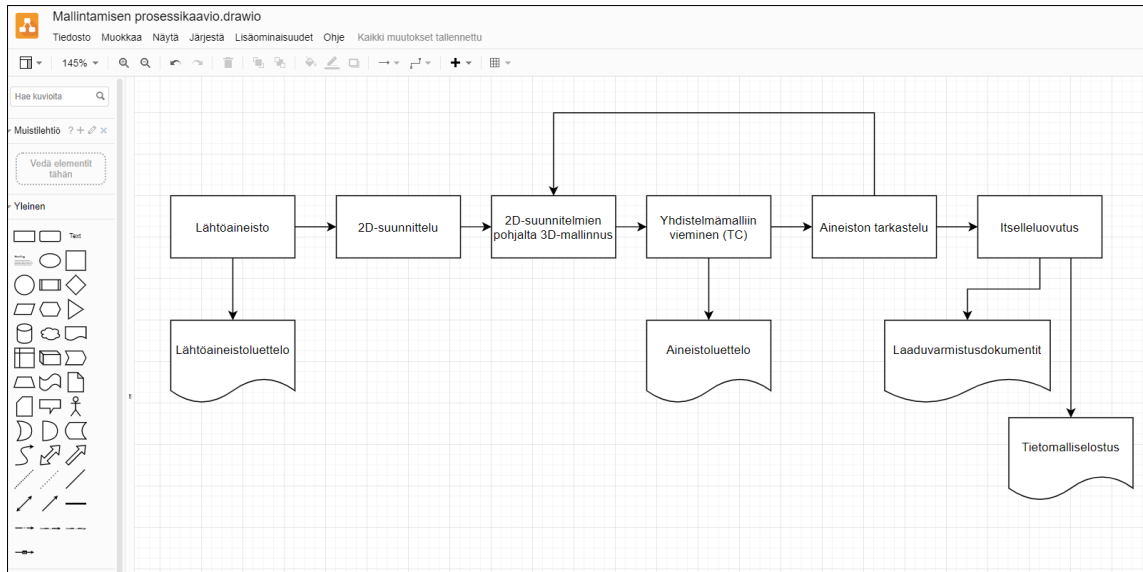 Mallintamisen prosessikaavio.drawio
Tiedosto Muokkaa Näytä Järjestä Lisäominaisuudet Ohje Kaikki muutokset tallennettu
145%
Hae kuvioita
Muistilehtiö ?
Vedä elementit
tähän
Yleinen
Text
Lähtöaineisto
2D-suunnittelu
2D-suunnitelmien
pohjalta 3D-mallinnus
Yhdistelmämalliin
vieminen (TC)
Aineiston tarkastelu
Itselleluovutus
Lähtöaineistoluettelo
Aineistoluettelo
Laaduvarmistusdokumentit
Tietomalliselostus